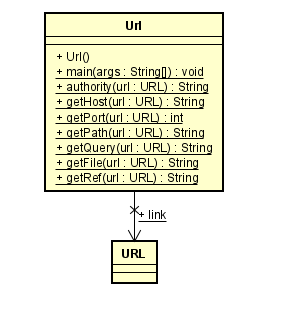 Url
+ Url()
+ main(args : String[]) : void
+ authority(url : URL) : String
+ getHost(url : URL) : String
+ getPort(url : URL) : int
+ getPath(url : URL) : String
+ getQuery(url : URL) : String
+ getFile(url : URL) : String
+ getRef(url : URL) : String
+ link
URL